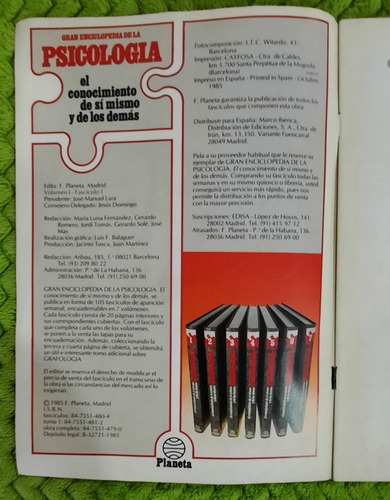 GRAN ENCICLOPEDIA DE LA
PSICOLOGIA
el
conocimiento
de sí mismo
y de los demás
Edita: F. Planeta. Madrid
Volumen I - Fascículo 1
Presidente: José Manuel Lara
Consejero Delegado: Jesús Domingo
Redacción: María Luisa Fernández, Gerardo
Romero, Jordi Tomás, Gerardo Solé, José
Mas
Realización gráfica: Luis F. Balaguer
Producción: Jacinto Tosca, Juan Martínez
Redacción: Aribau, 185, 1.º 08021 Barcelona
Tel. (93) 209 80 22
Administración: P.º de La Habana, 136.
28036 Madrid. Tel. (91) 250 69 00
GRAN ENCICLOPEDIA DE LA PSICOLOGIA. El
conocimiento de sí mismo y de los demás, se
publica en forma de 105 fascículos de aparición
semanal, encuadernables en 7 volúmenes.
Cada fascículo consta de 20 páginas interiores y
sus correspondientes cubiertas. Con el fascículo
que completa cada uno de los volúmenes,
se ponen a la venta las tapas para su
encuadernación. Además, coleccionando la
tercera y cuarta página de cubierta, se obtendrá
un útil e interesante tomo adicional sobre
GRAFOLOGIA
El editor se reserva el derecho de modificar el
precio de venta del fascículo en el transcurso de
la obra si las circunstancias del mercado así lo
exigieran.
© 1985 F. Planeta, Madrid
I.S.B.N.
fascículos: 84-7551-480-4
tomo 1: 84-7551-481-2
obra completa: 84-7551-479-0
Depósito legal: B-32721-1985
Fotocomposición: I.T.C. Witardo, 43 -
Barcelona
Impresión: CAYFOSA - Ctra. de Caldes,
km 3. 700 Santa Perpètua de la Mogoda
(Barcelona)
Impreso en España - Printed in Spain - Octubre
1985
F. Planeta garantiza la publicación de todos los
fascículos que componen esta obra
Distribuye para España: Marco Ibérica,
Distribución de Ediciones, S. A., Ctra. de
Irún, km. 13,350. Variante Fuencarral
28049 Madrid.
Pida a su proveedor habitual que le reserve su
ejemplar de GRAN ENCICLOPEDIA DE LA
PSICOLOGIA. El conocimiento de sí mismo y
de los demás. Comprando su fascículo todas las
semanas y en su mismo quiosco o librería, usted
conseguirá un servicio más rápido, pues nos
permite la distribución a los puntos de venta
con la mayor precisión.
Suscripciones: EDISA - López de Hoyos, 141.
28002 Madrid. Tel. (91) 415 97 12
Atrasados: F. Planeta - P.º de La Habana, 136.
28036 Madrid. Tel. (91) 250 69 00
1 2 3 4 5 6 7
Planeta